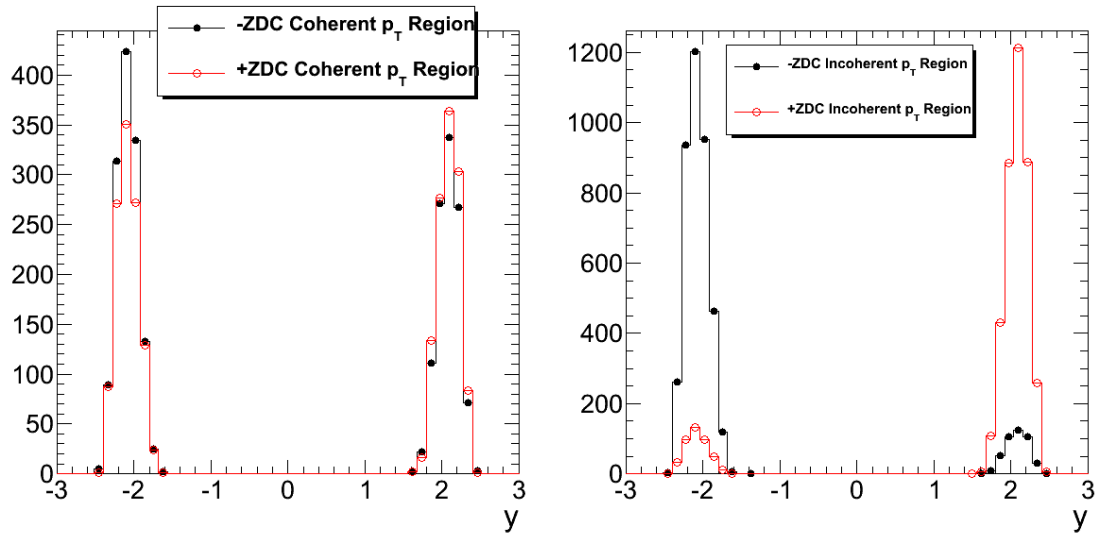 -ZDC Coherent p_T Region
+ZDC Coherent p_T Region
400
350
300
250
200
150
100
50
0
-3 -2 -1 0 1 2 3
y
-ZDC Incoherent p_T Region
+ZDC Incoherent p_T Region
1200
1000
800
600
400
200
0
-3 -2 -1 0 1 2 3
y